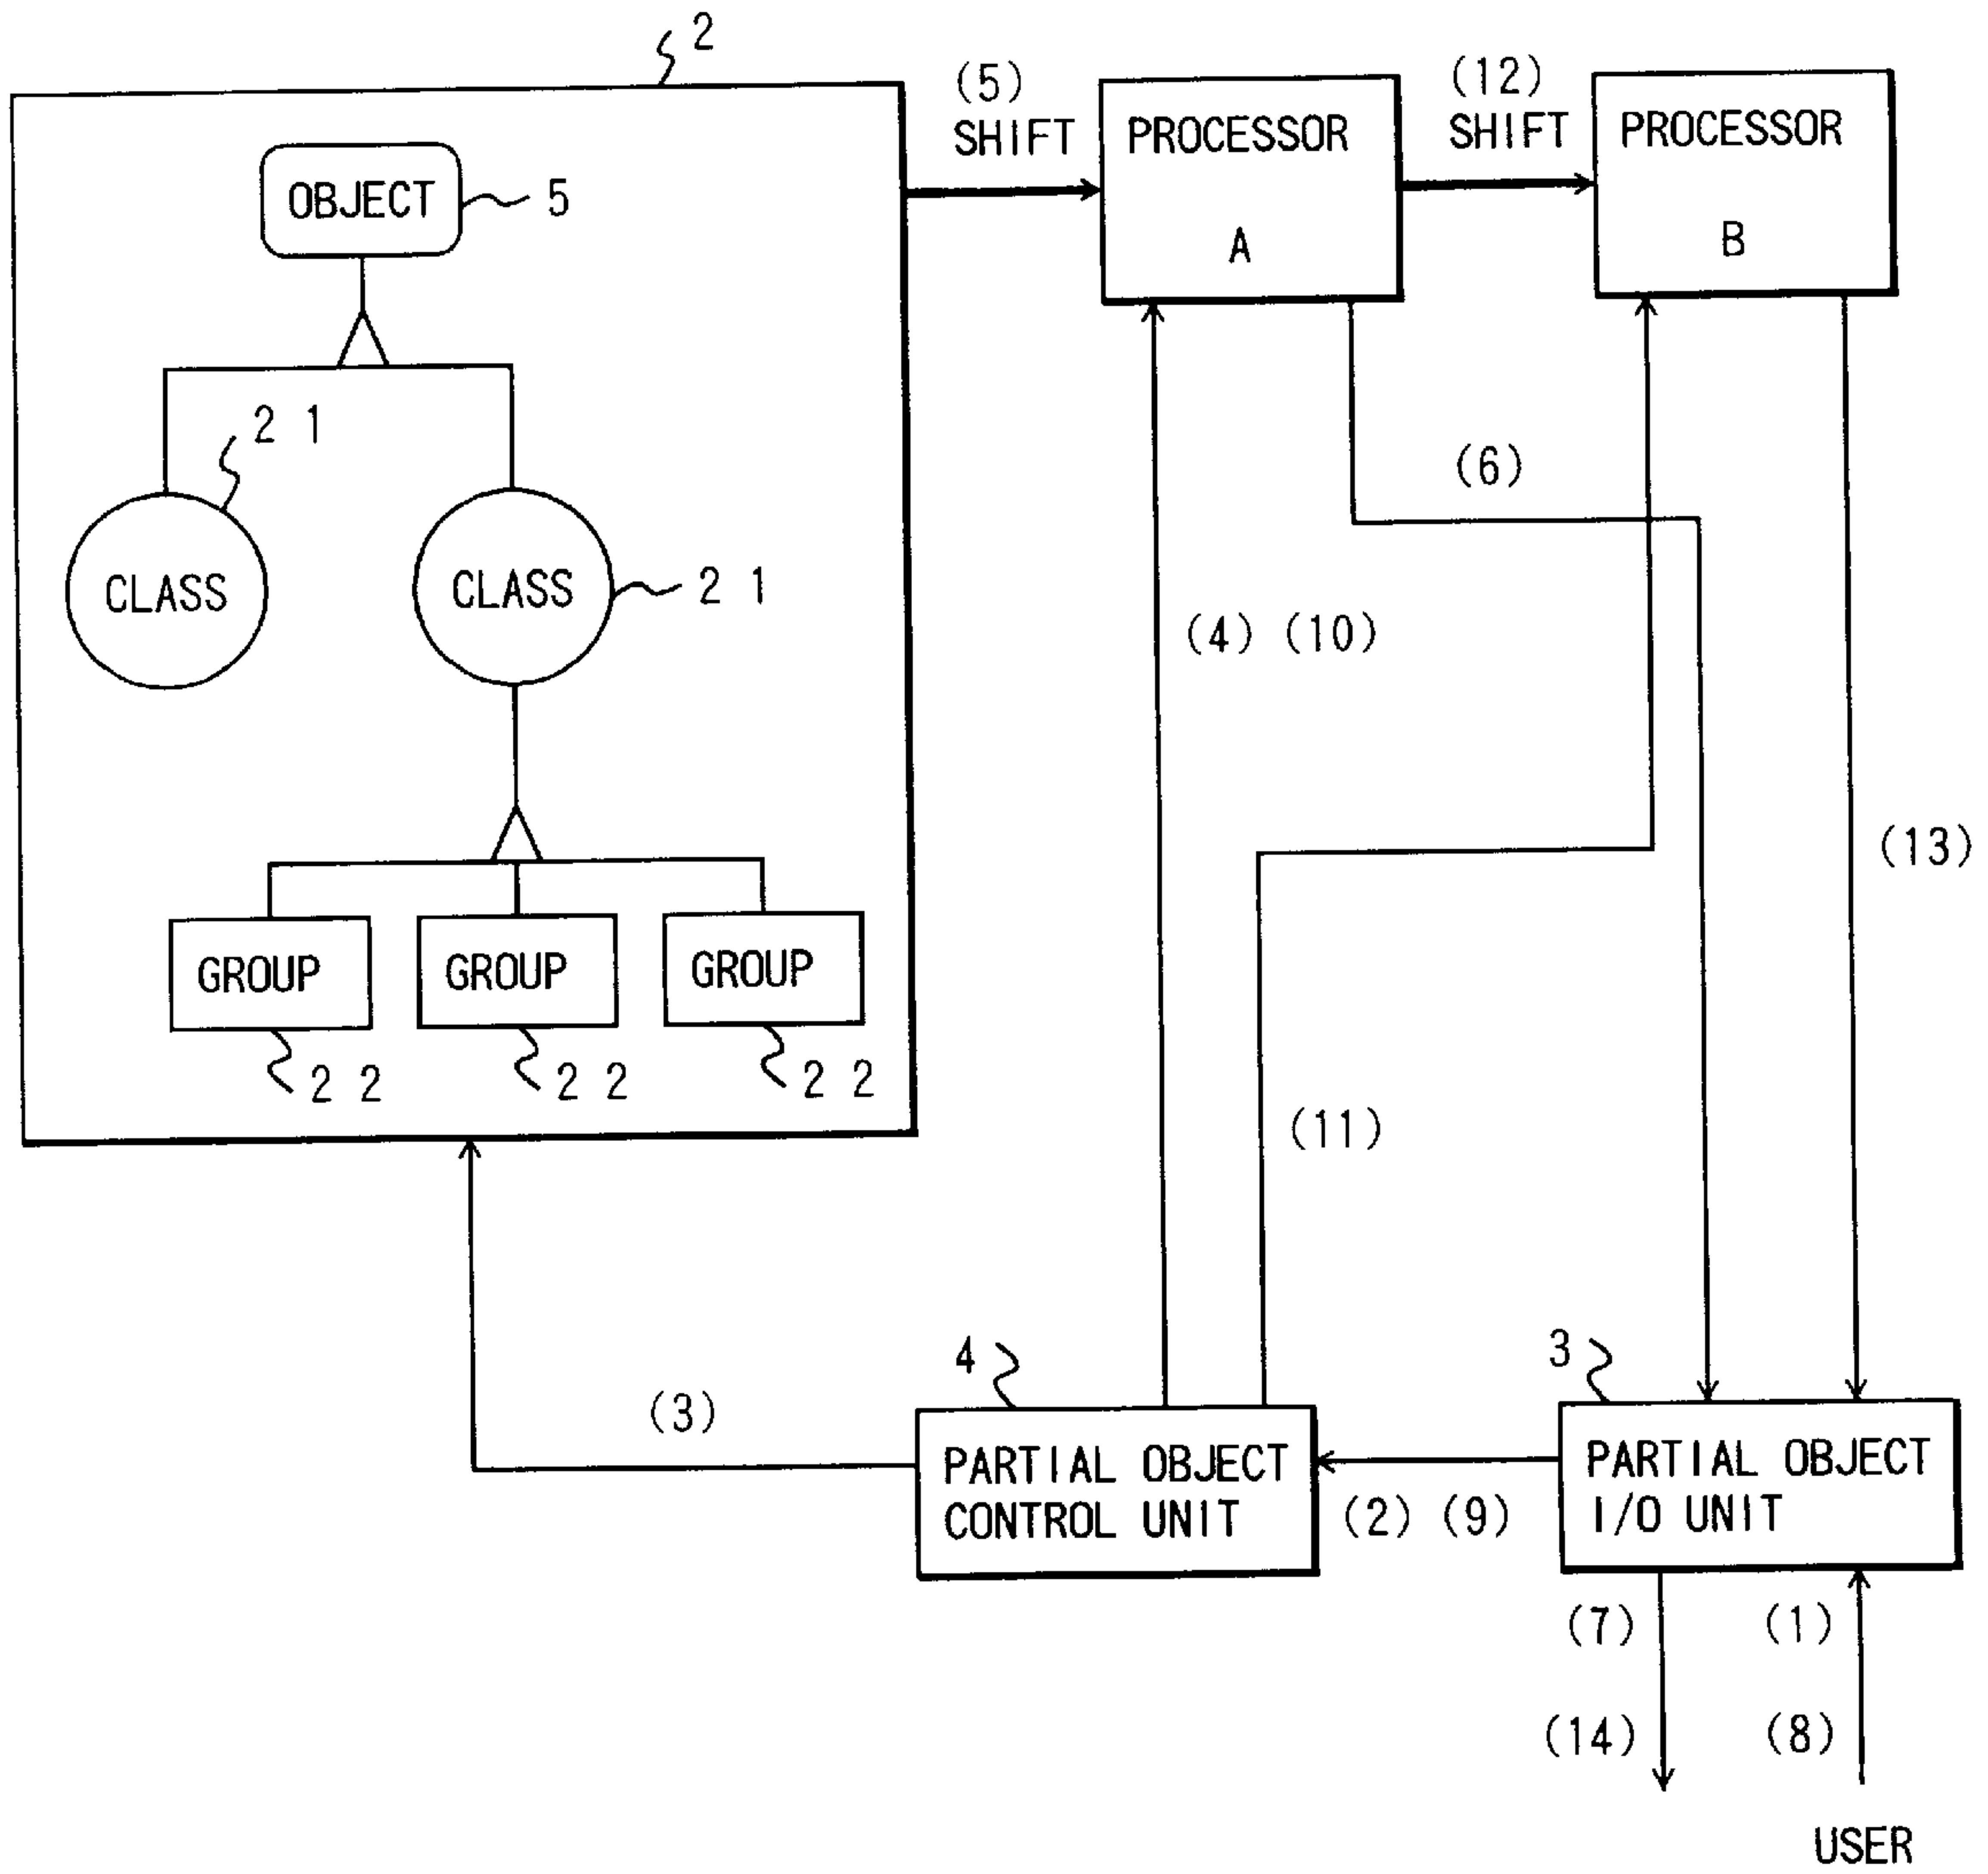 2
(5)
SHIFT
(12)
SHIFT
PROCESSOR
A
PROCESSOR
B
OBJECT
5
2 1
CLASS
CLASS
2 1
(6)
(4) (10)
(13)
GROUP
GROUP
GROUP
2 2
2 2
2 2
(11)
(3)
4
PARTIAL OBJECT
CONTROL UNIT
(2) (9)
3
PARTIAL OBJECT
I/O UNIT
(7)
(1)
(14)
(8)
USER